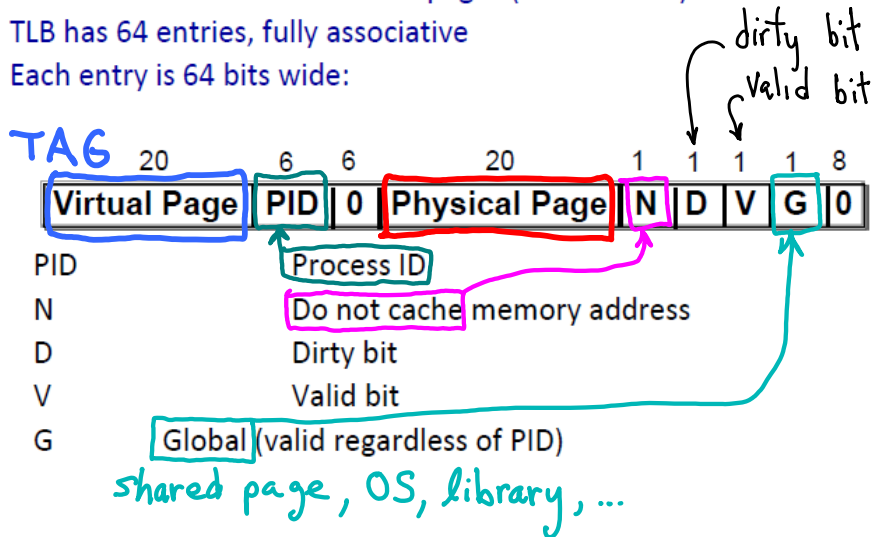 dirty bit
TLB has 64 entries, fully associative
Each entry is 64 bits wide:
valid bit
TAG
20 6 6 20 1 1 1 1 8
Virtual Page PID 0 Physical Page N D V G 0
PID Process ID
N Do not cache memory address
D Dirty bit
V Valid bit
G Global (valid regardless of PID)
shared page, OS, library, ...